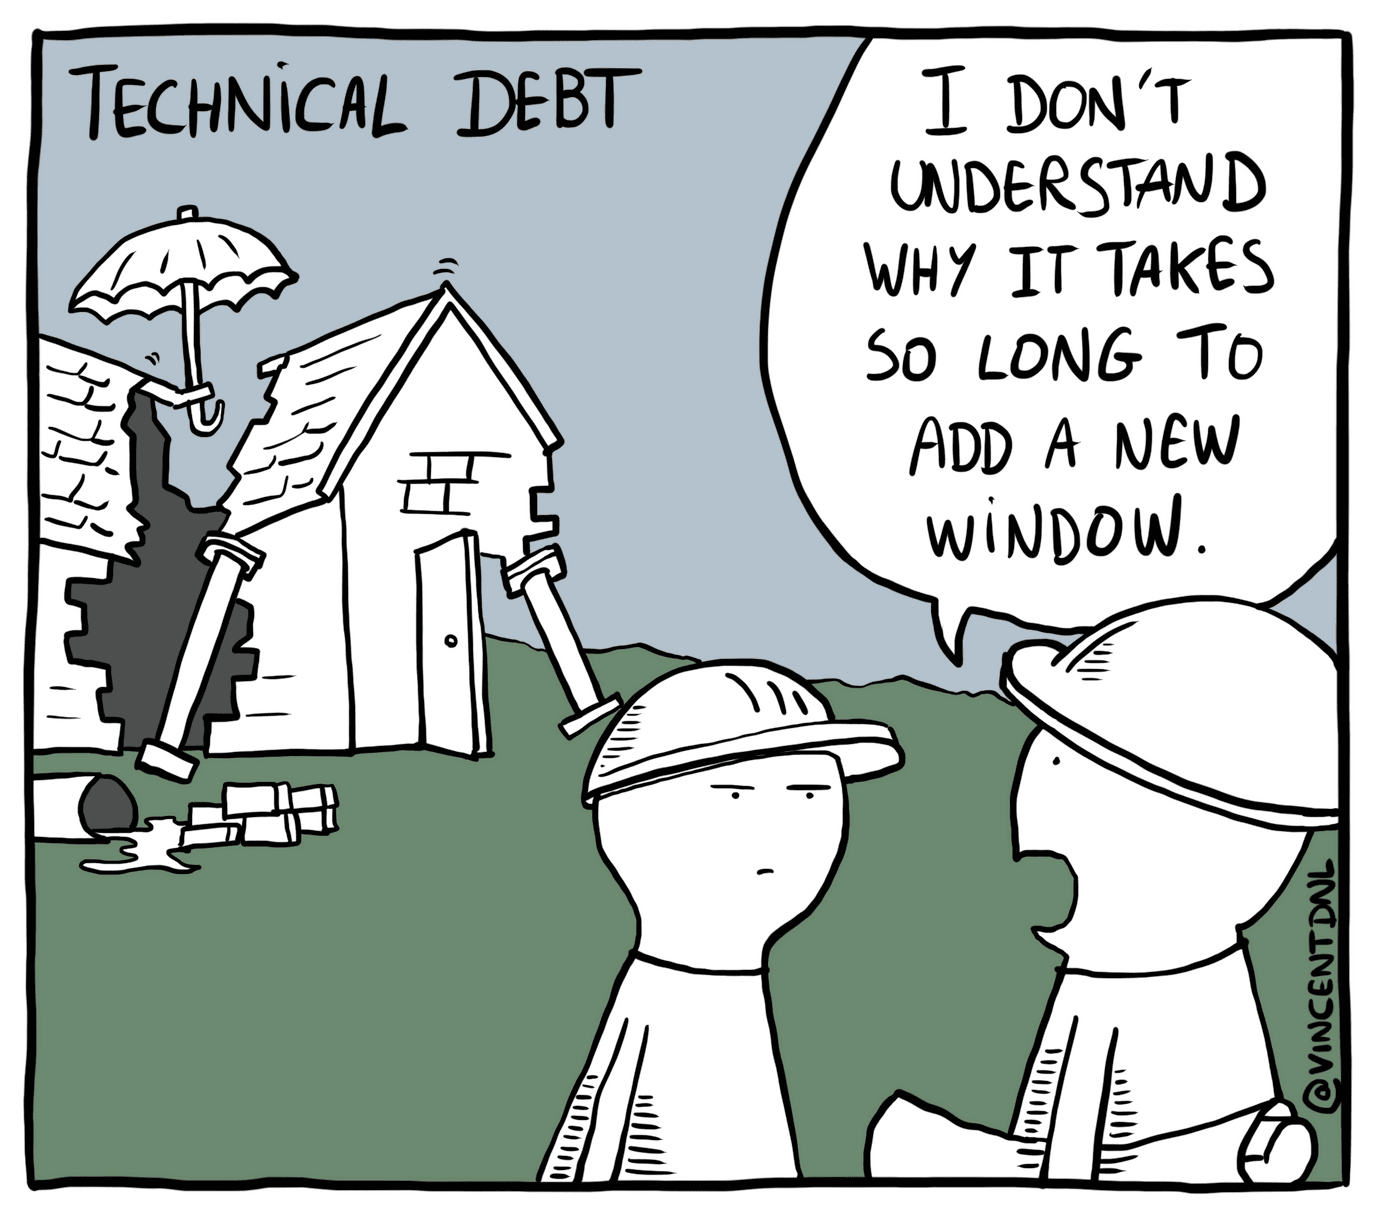 TECHNiCAL DEBT
I DON'T
UNDERSTAND
WHY IT TAKES
SO LONG TO
ADD A NEW
WiNDOW.
@VINCENTDNL